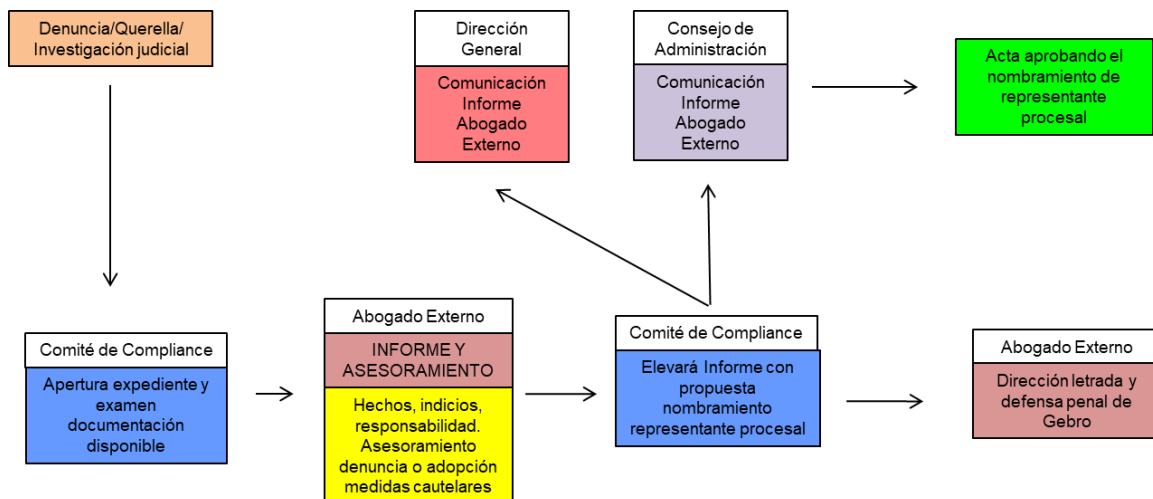 Denuncia/Querella/
Investigación judicial
Dirección
General
Comunicación
Informe
Abogado
Externo
Consejo de
Administración
Comunicación
Informe
Abogado
Externo
Acta aprobando el
nombramiento de
representante
procesal
Comité de Compliance
Apertura expediente y
examen
documentación
disponible
Abogado Externo
INFORME Y
ASESORAMIENTO
Hechos, indicios,
responsabilidad.
Asesoramiento
denuncia o adopción
medidas cautelares
Comité de Compliance
Elevará Informe con
propuesta
nombramiento
representante procesal
Abogado Externo
Dirección letrada y
defensa penal de
Gebro